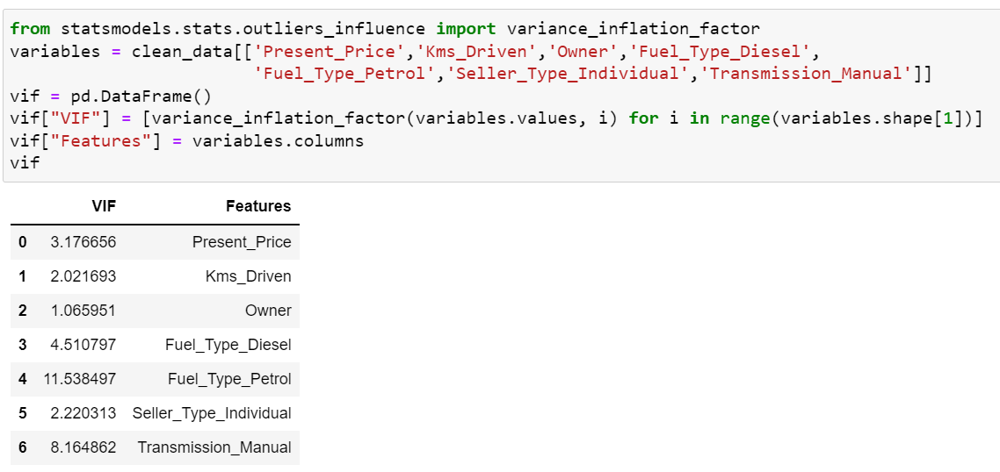 from statsmodels.stats.outliers_influence import variance_inflation_factor
variables = clean_data[['Present_Price','Kms_Driven','Owner','Fuel_Type_Diesel',
'Fuel_Type_Petrol','Seller_Type_Individual','Transmission_Manual']]
vif = pd.DataFrame()
vif["VIF"] = [variance_inflation_factor(variables.values, i) for i in range(variables.shape[1])]
vif["Features"] = variables.columns
vif
VIF Features
0 3.176656 Present_Price
1 2.021693 Kms_Driven
2 1.065951 Owner
3 4.510797 Fuel_Type_Diesel
4 11.538497 Fuel_Type_Petrol
5 2.220313 Seller_Type_Individual
6 8.164862 Transmission_Manual